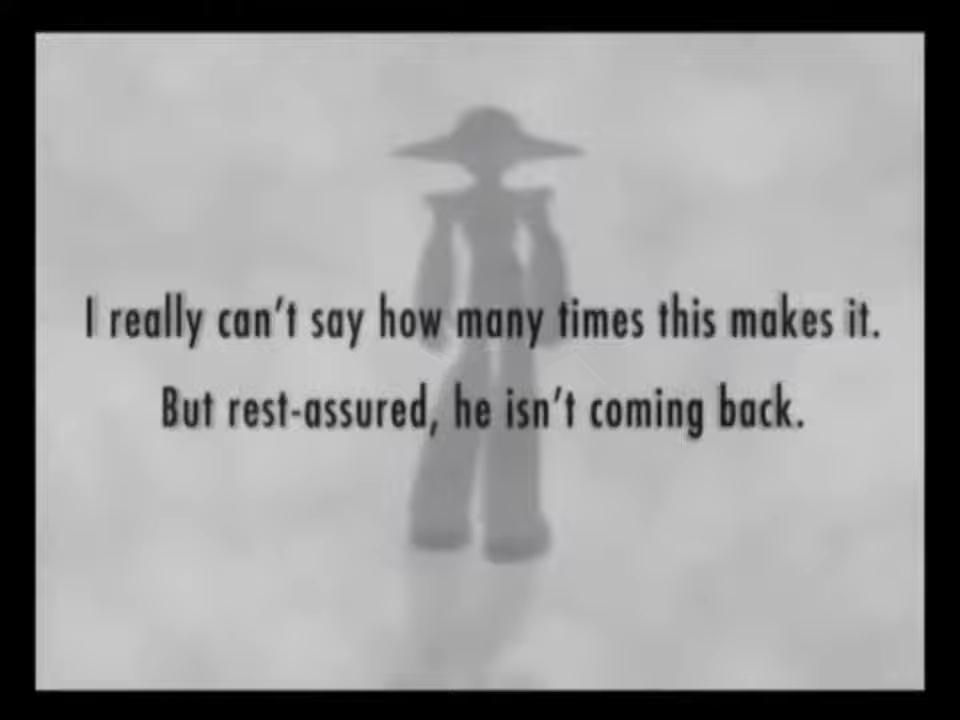 I really can't say how many times this makes it.
But rest-assured, he isn't coming back.